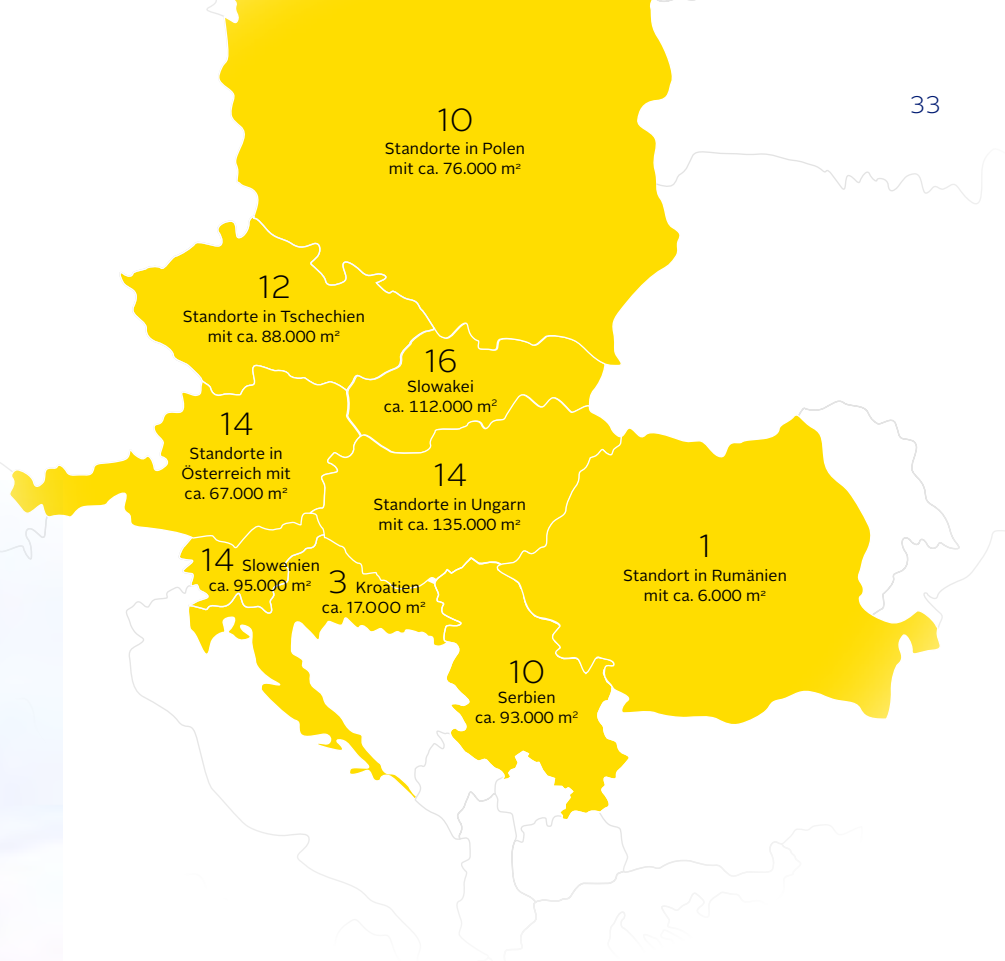 33
10
Standorte in Polen
mit ca. 76.000 m²
12
Standorte in Tschechien
mit ca. 88.000 m²
16
Slowakei
ca. 112.000 m²
14
Standorte in
Österreich mit
ca. 67.000 m²
14
Standorte in Ungarn
mit ca. 135.000 m²
1
Standort in Rumänien
mit ca. 6.000 m²
14 Slowenien
ca. 95.000 m²
3 Kroatien
ca. 17.000 m²
10
Serbien
ca. 93.000 m²